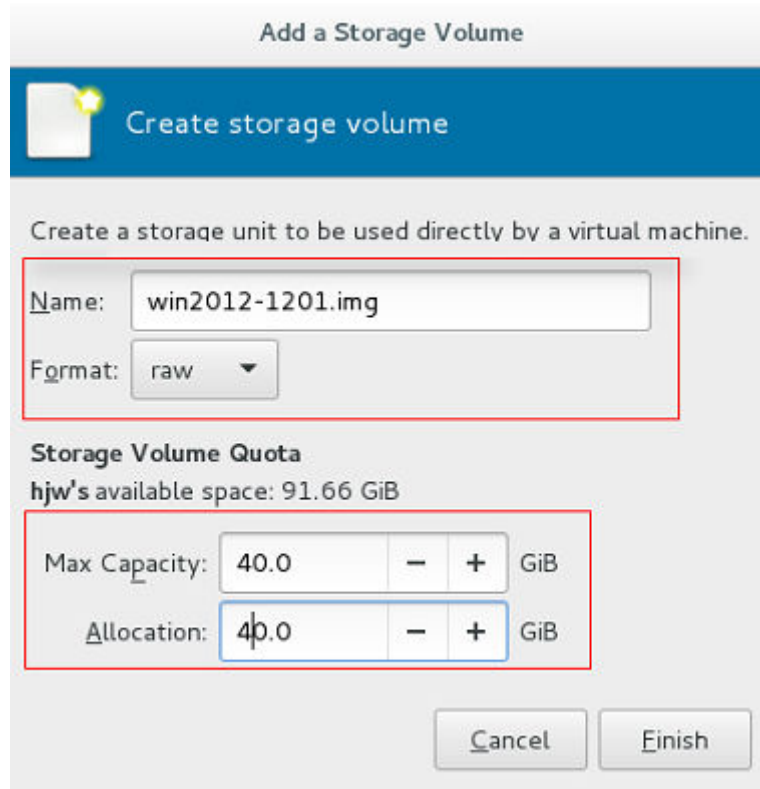 Add a Storage Volume
Create storage volume
Create a storage unit to be used directly by a virtual machine.
Name: win2012-1201.img
Format: raw
Storage Volume Quota
hjw's available space: 91.66 GiB
Max Capacity: 40.0 − + GiB
Allocation: 40.0 − + GiB
Cancel Finish